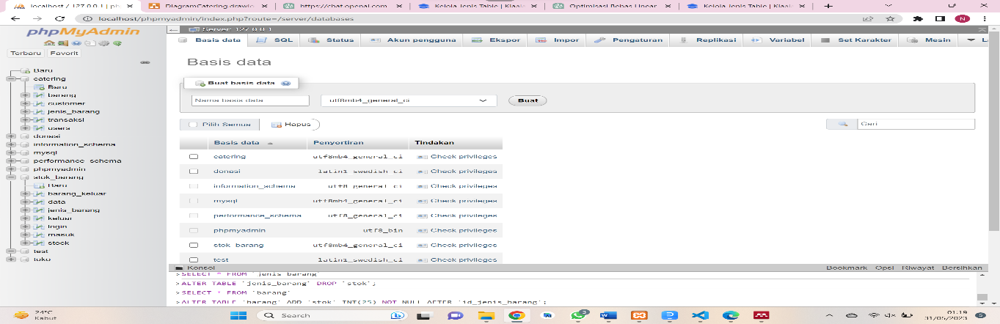 localhost / 127.0.0.1 | php
DiagramCatering.drawio
https://chat.openai.com
Kelola Jenis Table | Klaais
Optimisasi Bebas Linear
Kelola Jenis Table | Klaais
localhost/phpmyadmin/index.php?route=/server/databases
phpMyAdmin
Terbaru Favorit
Baru
catering
Baru
barang
customer
jenis_barang
transaksi
users
donasi
information_schema
mysql
performance_schema
phpmyadmin
stok_barang
Baru
barang_keluar
data
jenis_barang
keluar
login
masuk
stock
test
toko
Server: 127.0.0.1
Basis data SQL Status Akun pengguna Ekspor Impor Pengaturan Replikasi Variabel Set Karakter Mesin
Basis data
Buat basis data
Nama basis data utf8mb4_general_ci Buat
Pilih Semua Hapus Cari
Basis data Penyortiran Tindakan
catering utf8mb4_general_ci Check privileges
donasi latin1_swedish_ci Check privileges
information_schema utf8_general_ci Check privileges
mysql utf8mb4_general_ci Check privileges
performance_schema utf8_general_ci Check privileges
phpmyadmin utf8_bin Check privileges
stok_barang utf8mb4_general_ci Check privileges
test latin1_swedish_ci Check privileges
Konsol Bookmark Opsi Riwayat Bersihkan
>SELECT * FROM `jenis_barang`
>ALTER TABLE `jenis_barang` DROP `stok`;
>SELECT * FROM `barang`
>ALTER TABLE `barang` ADD `stok` INT(25) NOT NULL AFTER `id_jenis_barang`;
24°C
Kabut
Search
3
01.19
31/05/2023
5